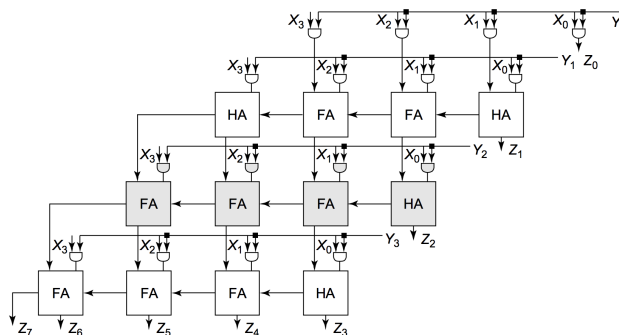 X3 X2 X1 X0 Y
X3 X2 X1 X0 Y1 Z0
HA FA FA HA
Z1
X3 X2 X1 X0 Y2
FA FA FA HA
Z2
X3 X2 X1 X0 Y3
FA FA FA HA
Z7 Z6 Z5 Z4 Z3